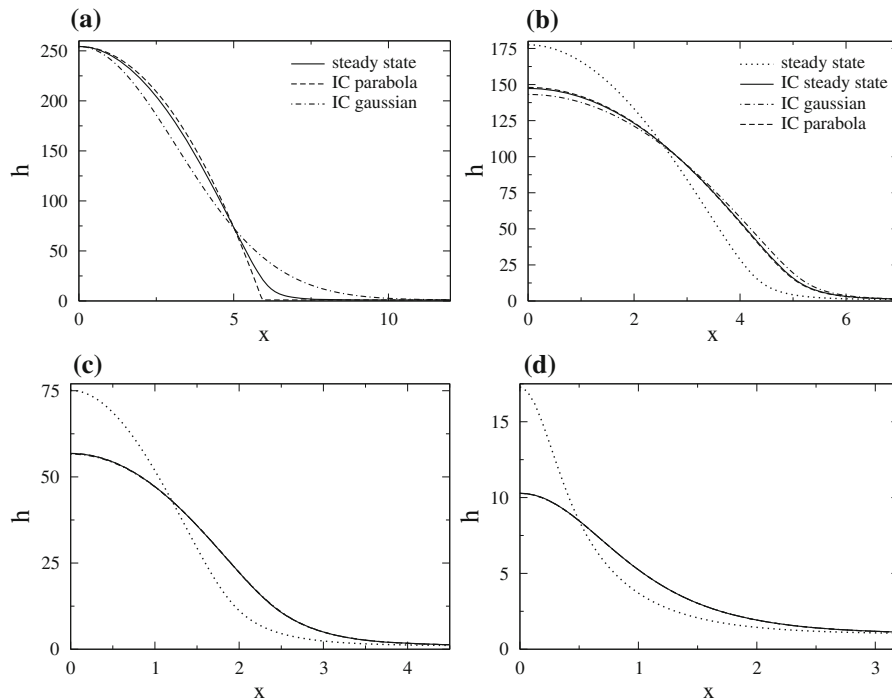 (a)
250
200
150
100
50
0
h
0
5
10
x
steady state
IC parabola
IC gaussian
(b)
175
150
125
100
75
50
25
0
h
0
2
4
6
x
steady state
IC steady state
IC gaussian
IC parabola
(c)
75
50
25
0
h
0
1
2
3
4
x
(d)
15
10
5
0
h
0
1
2
3
x